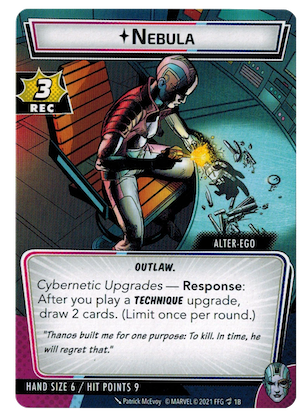 NEBULA
3
REC
ALTER-EGO
OUTLAW.
Cybernetic Upgrades — Response:
After you play a TECHNIQUE upgrade,
draw 2 cards. (Limit once per round.)
"Thanos built me for one purpose: To kill. In time, he
will regret that."
HAND SIZE 6 / HIT POINTS 9
Patrick McEvoy © MARVEL © 2021 FFG 1B